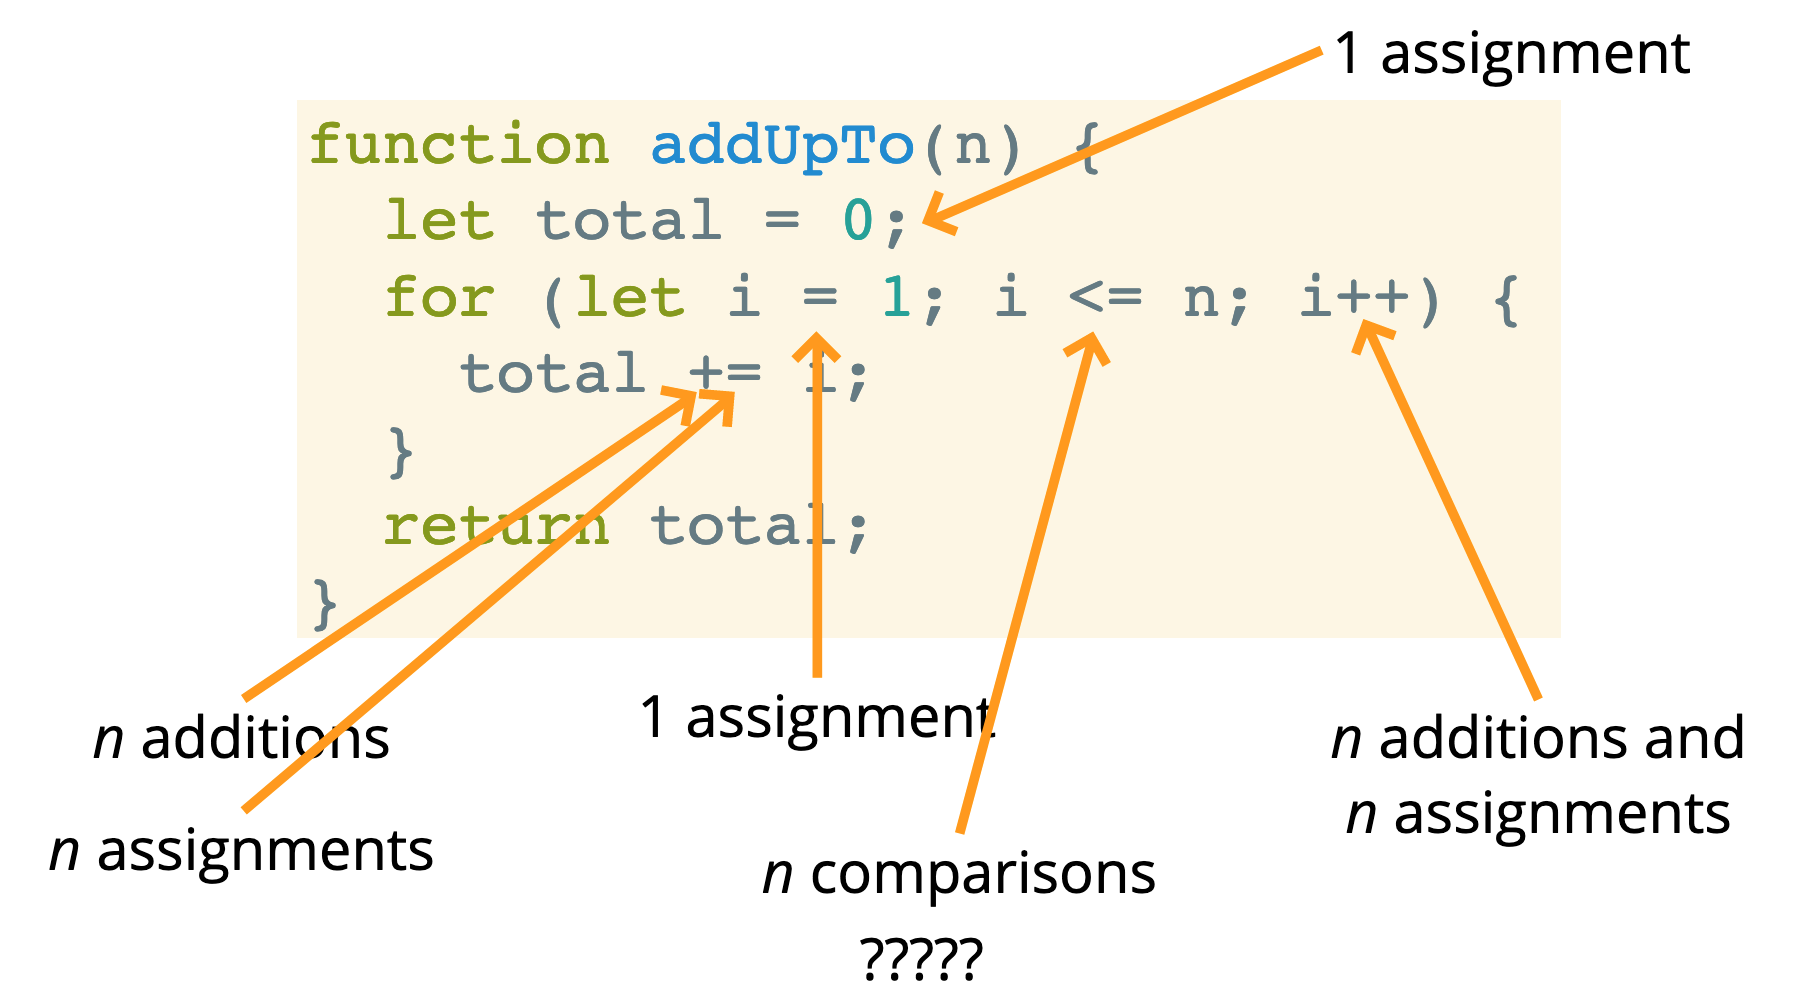 1 assignment
function addUpTo(n) {
let total = 0;
for (let i = 1; i <= n; i++) {
total += i;
}
return total;
}
n additions
n assignments
1 assignment
n comparisons
?????
n additions and
n assignments